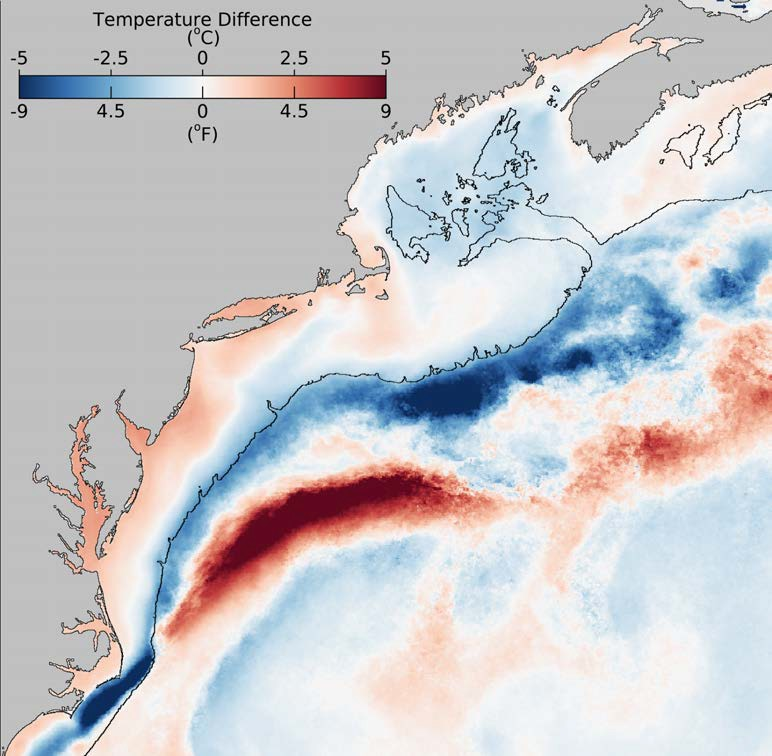 Temperature Difference
(°C)
-5 -2.5 0 2.5 5
-9 4.5 0 4.5 9
(°F)